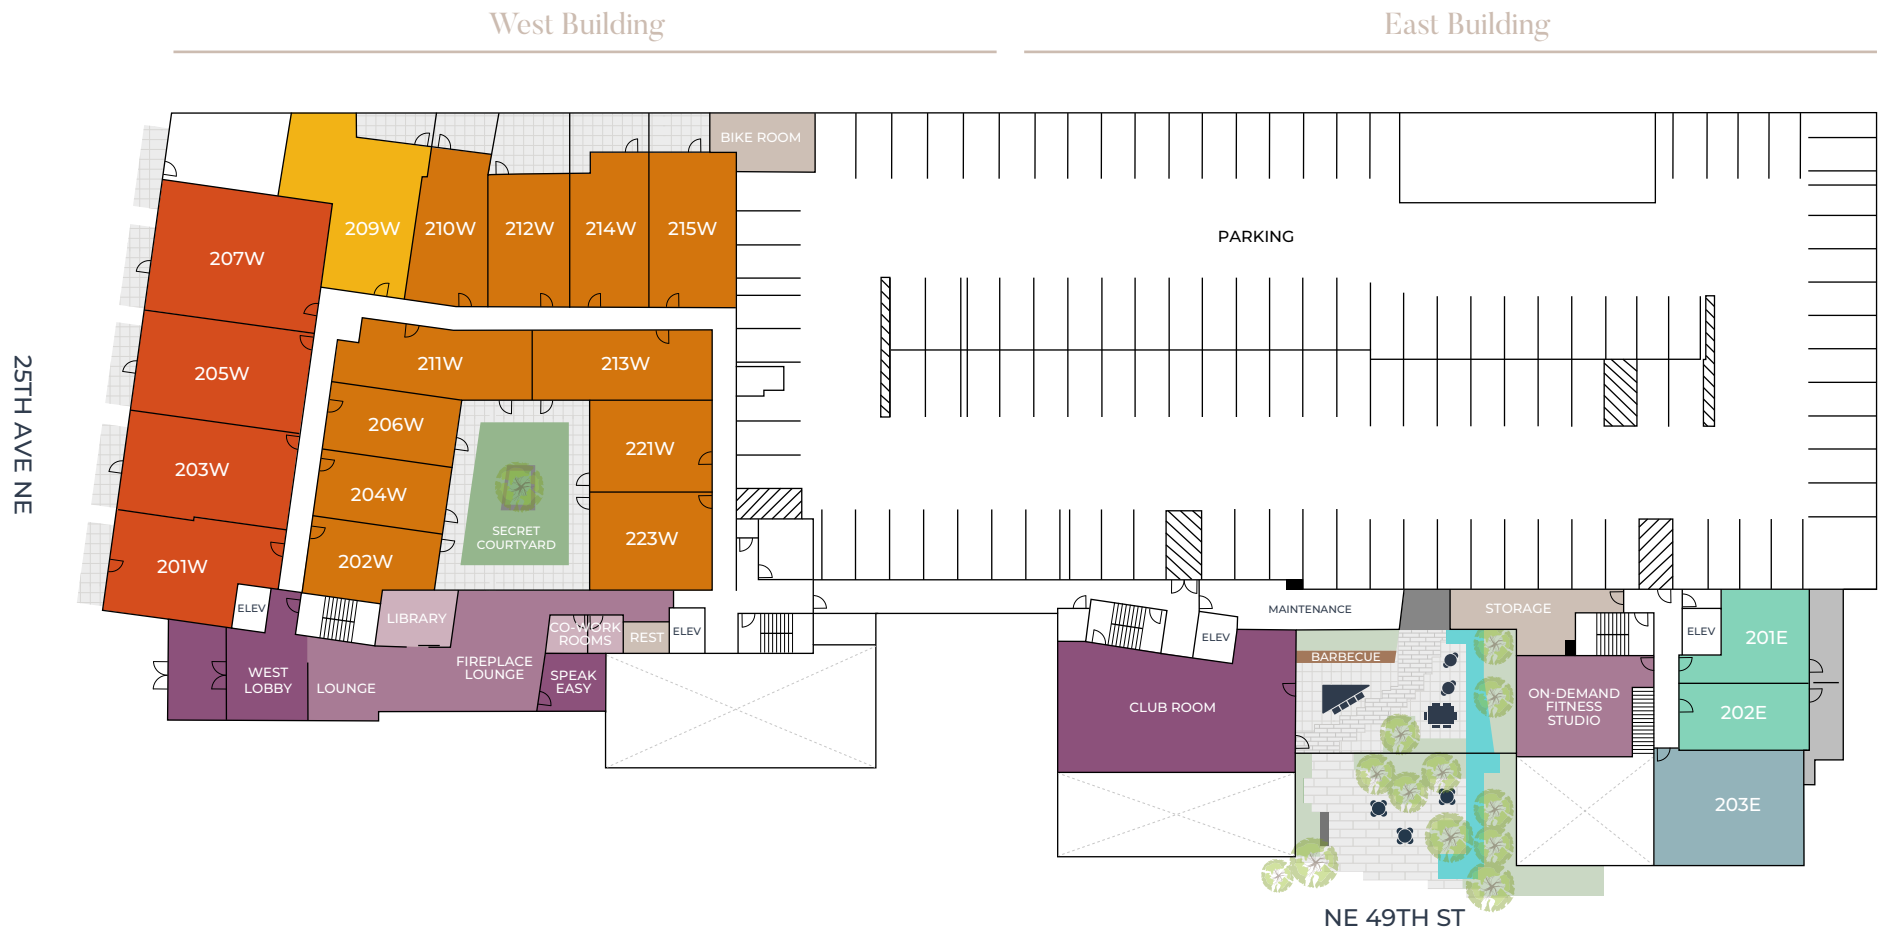 West Building
East Building
BIKE ROOM
207W
209W
210W
212W
214W
215W
PARKING
205W
211W
213W
203W
206W
204W
221W
201W
202W
223W
SECRET
COURTYARD
25TH AVE NE
ELEV
LIBRARY
CO-WORK
ROOMS
REST
ELEV
WEST
LOBBY
LOUNGE
FIREPLACE
LOUNGE
SPEAK
EASY
MAINTENANCE
STORAGE
ELEV
ELEV
201E
BARBECUE
CLUB ROOM
ON-DEMAND
FITNESS
STUDIO
202E
203E
NE 49TH ST